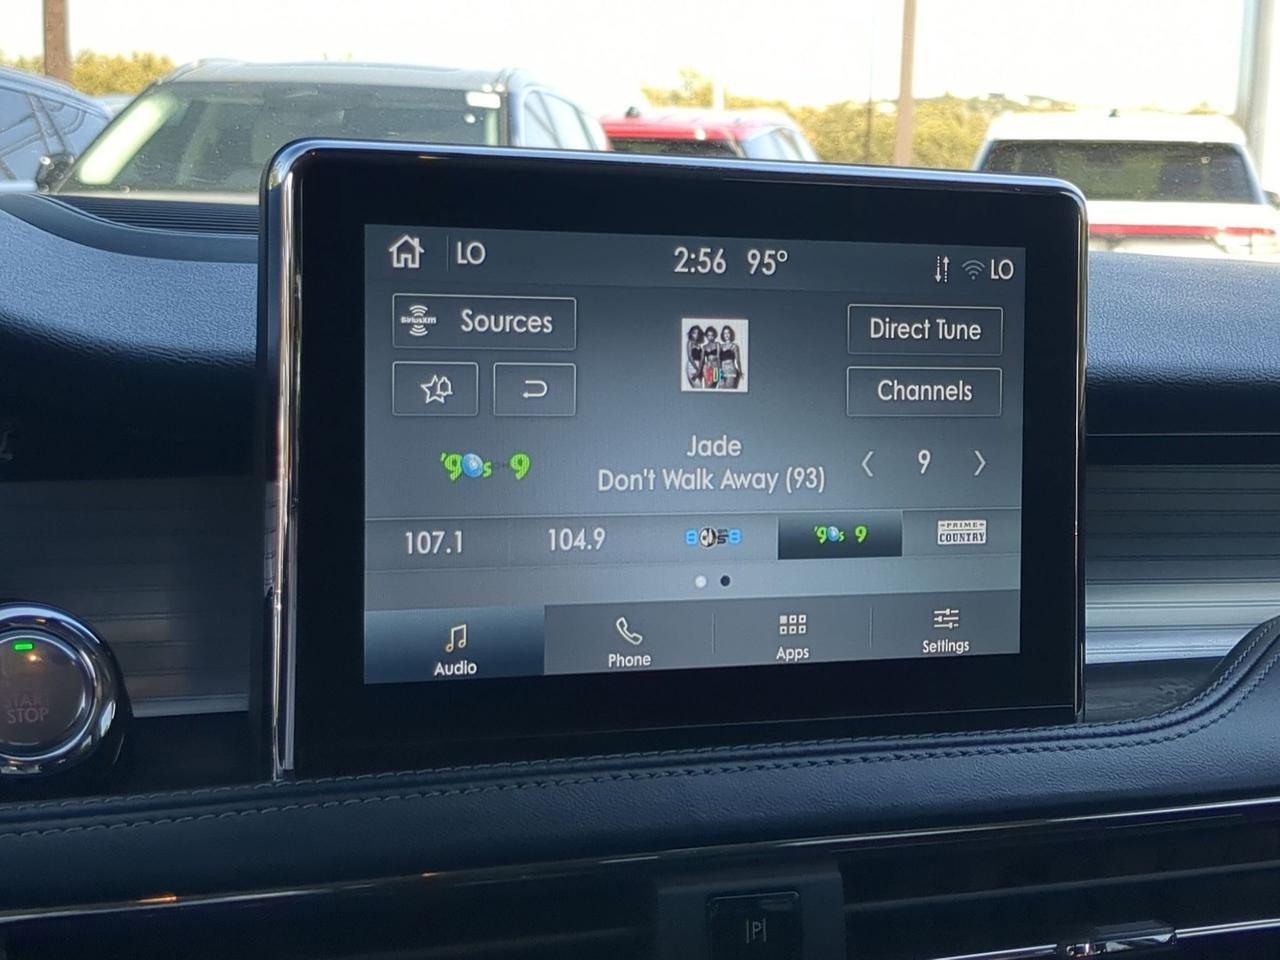 LO
2:56 95°
LO
SiriusXM
Sources
Direct Tune
Channels
Jade
'90s 9
Don't Walk Away (93)
9
107.1
104.9
80s 8
'90s 9
PRIME
COUNTRY
Audio
Phone
Apps
Settings
START
STOP
P